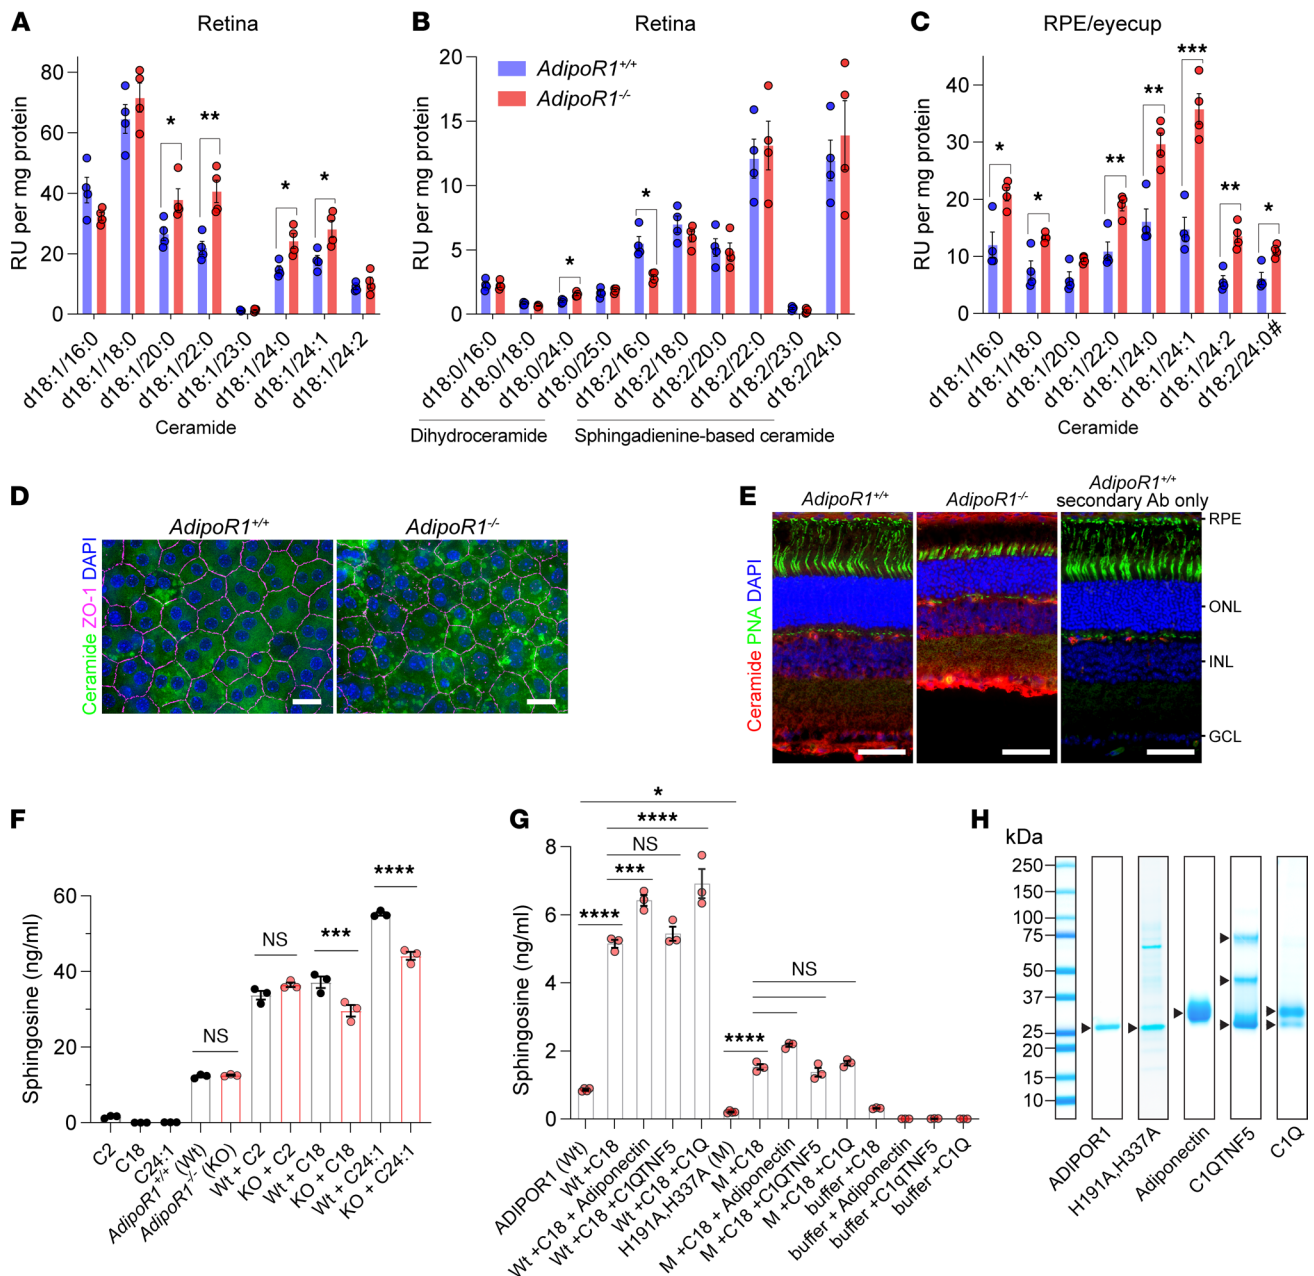 A
Retina
RU per mg protein
80
60
40
20
0
d18:1/16:0
d18:1/18:0
d18:1/20:0
d18:1/22:0
d18:1/23:0
d18:1/24:0
d18:1/24:1
d18:1/24:2
*
**
*
*
Ceramide
B
Retina
AdipoR1+/+
AdipoR1-/-
RU per mg protein
20
15
10
5
0
*
*
d18:0/16:0
d18:0/18:0
d18:0/24:0
d18:0/25:0
d18:2/16:0
d18:2/18:0
d18:2/20:0
d18:2/22:0
d18:2/23:0
d18:2/24:0
Dihydroceramide
Sphingadienine-based ceramide
C
RPE/eyecup
RU per mg protein
40
30
20
10
0
*
*
**
**
***
**
*
d18:1/16:0
d18:1/18:0
d18:1/20:0
d18:1/22:0
d18:1/24:0
d18:1/24:1
d18:1/24:2
d18:2/24:0#
Ceramide
D
AdipoR1+/+
AdipoR1-/-
Ceramide ZO-1 DAPI
E
AdipoR1+/+
AdipoR1-/-
AdipoR1+/+
secondary Ab only
Ceramide PNA DAPI
RPE
ONL
INL
GCL
F
Sphingosine (ng/ml)
60
40
20
0
NS
NS
***
****
C2
C18
C24:1
AdipoR1+/+ (Wt)
AdipoR1-/- (KO)
Wt + C2
KO + C2
Wt + C18
KO + C18
Wt + C24:1
KO + C24:1
G
Sphingosine (ng/ml)
8
6
4
2
0
*
****
NS
***
****
****
NS
ADIPOR1 (Wt)
Wt +C18
Wt +C18 + Adiponectin
Wt +C18 +C1QTNF5
Wt +C18 +C1Q
H191A,H337A (M)
M +C18
M +C18 + Adiponectin
M +C18 +C1QTNF5
M +C18 +C1Q
buffer +C18
buffer + Adiponectin
buffer +C1qTNF5
buffer +C1Q
H
kDa
250
150
100
75
50
37
25
20
15
10
ADIPOR1
H191A,H337A
Adiponectin
C1QTNF5
C1Q